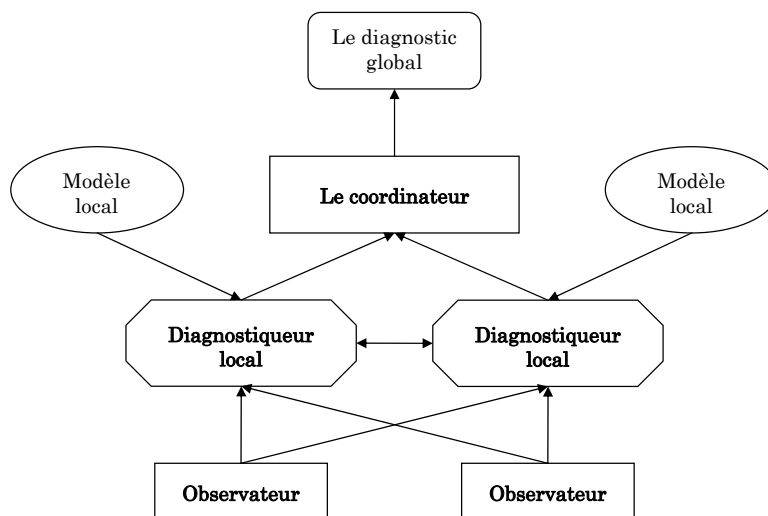 Le diagnostic
global
Modèle
local
Le coordinateur
Modèle
local
Diagnostiqueur
local
Diagnostiqueur
local
Observateur
Observateur